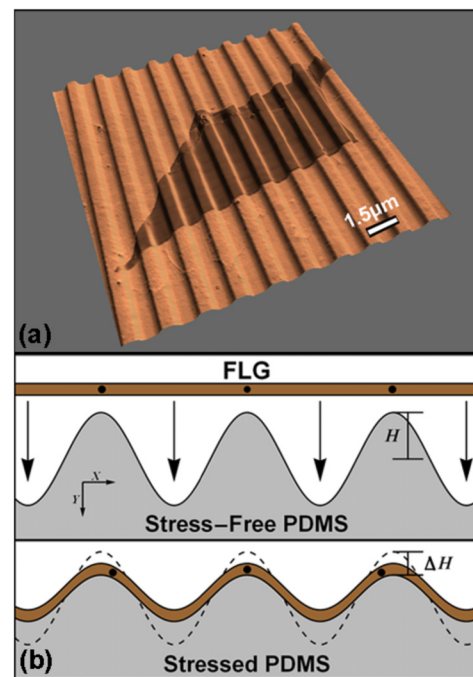 1.5µm
(a)
FLG
H
X
Y
Stress–Free PDMS
ΔH
(b)
Stressed PDMS